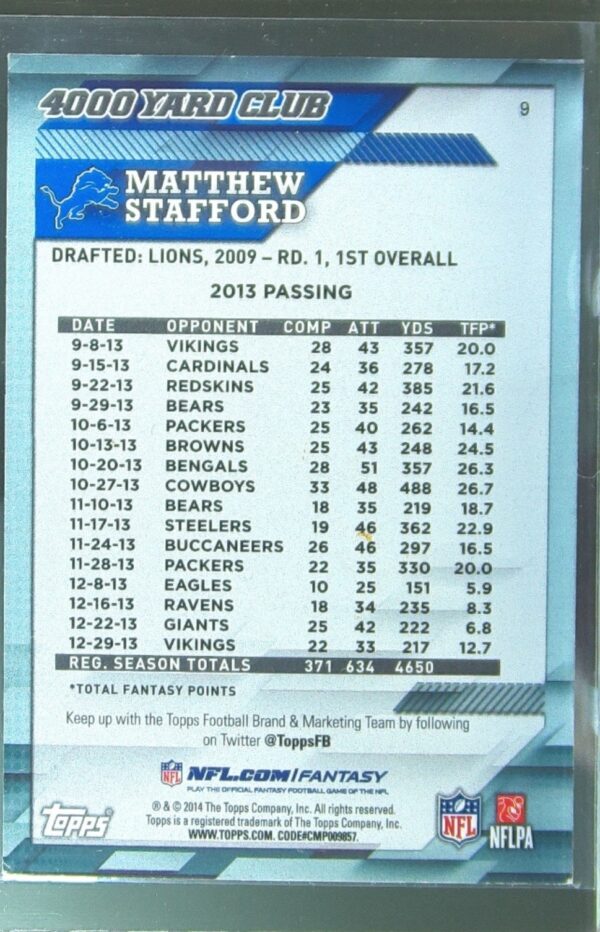 4000 YARD CLUB
9
MATTHEW
STAFFORD
DRAFTED: LIONS, 2009 – RD. 1, 1ST OVERALL
2013 PASSING
DATE OPPONENT COMP ATT YDS TFP*
9-8-13 VIKINGS 28 43 357 20.0
9-15-13 CARDINALS 24 36 278 17.2
9-22-13 REDSKINS 25 42 385 21.6
9-29-13 BEARS 23 35 242 16.5
10-6-13 PACKERS 25 40 262 14.4
10-13-13 BROWNS 25 43 248 24.5
10-20-13 BENGALS 28 51 357 26.3
10-27-13 COWBOYS 33 48 488 26.7
11-10-13 BEARS 18 35 219 18.7
11-17-13 STEELERS 19 46 362 22.9
11-24-13 BUCCANEERS 26 46 297 16.5
11-28-13 PACKERS 22 35 330 20.0
12-8-13 EAGLES 10 25 151 5.9
12-16-13 RAVENS 18 34 235 8.3
12-22-13 GIANTS 25 42 222 6.8
12-29-13 VIKINGS 22 33 217 12.7
REG. SEASON TOTALS 371 634 4650
*TOTAL FANTASY POINTS
Keep up with the Topps Football Brand & Marketing Team by following
on Twitter @ToppsFB
NFL NFL.COM/FANTASY
PLAY THE OFFICIAL FANTASY FOOTBALL GAME OF THE NFL
® & © 2014 The Topps Company, Inc. All rights reserved.
Topps is a registered trademark of The Topps Company, Inc.
WWW.TOPPS.COM. CODE#CMP009857.
Topps
NFL
NFLPA